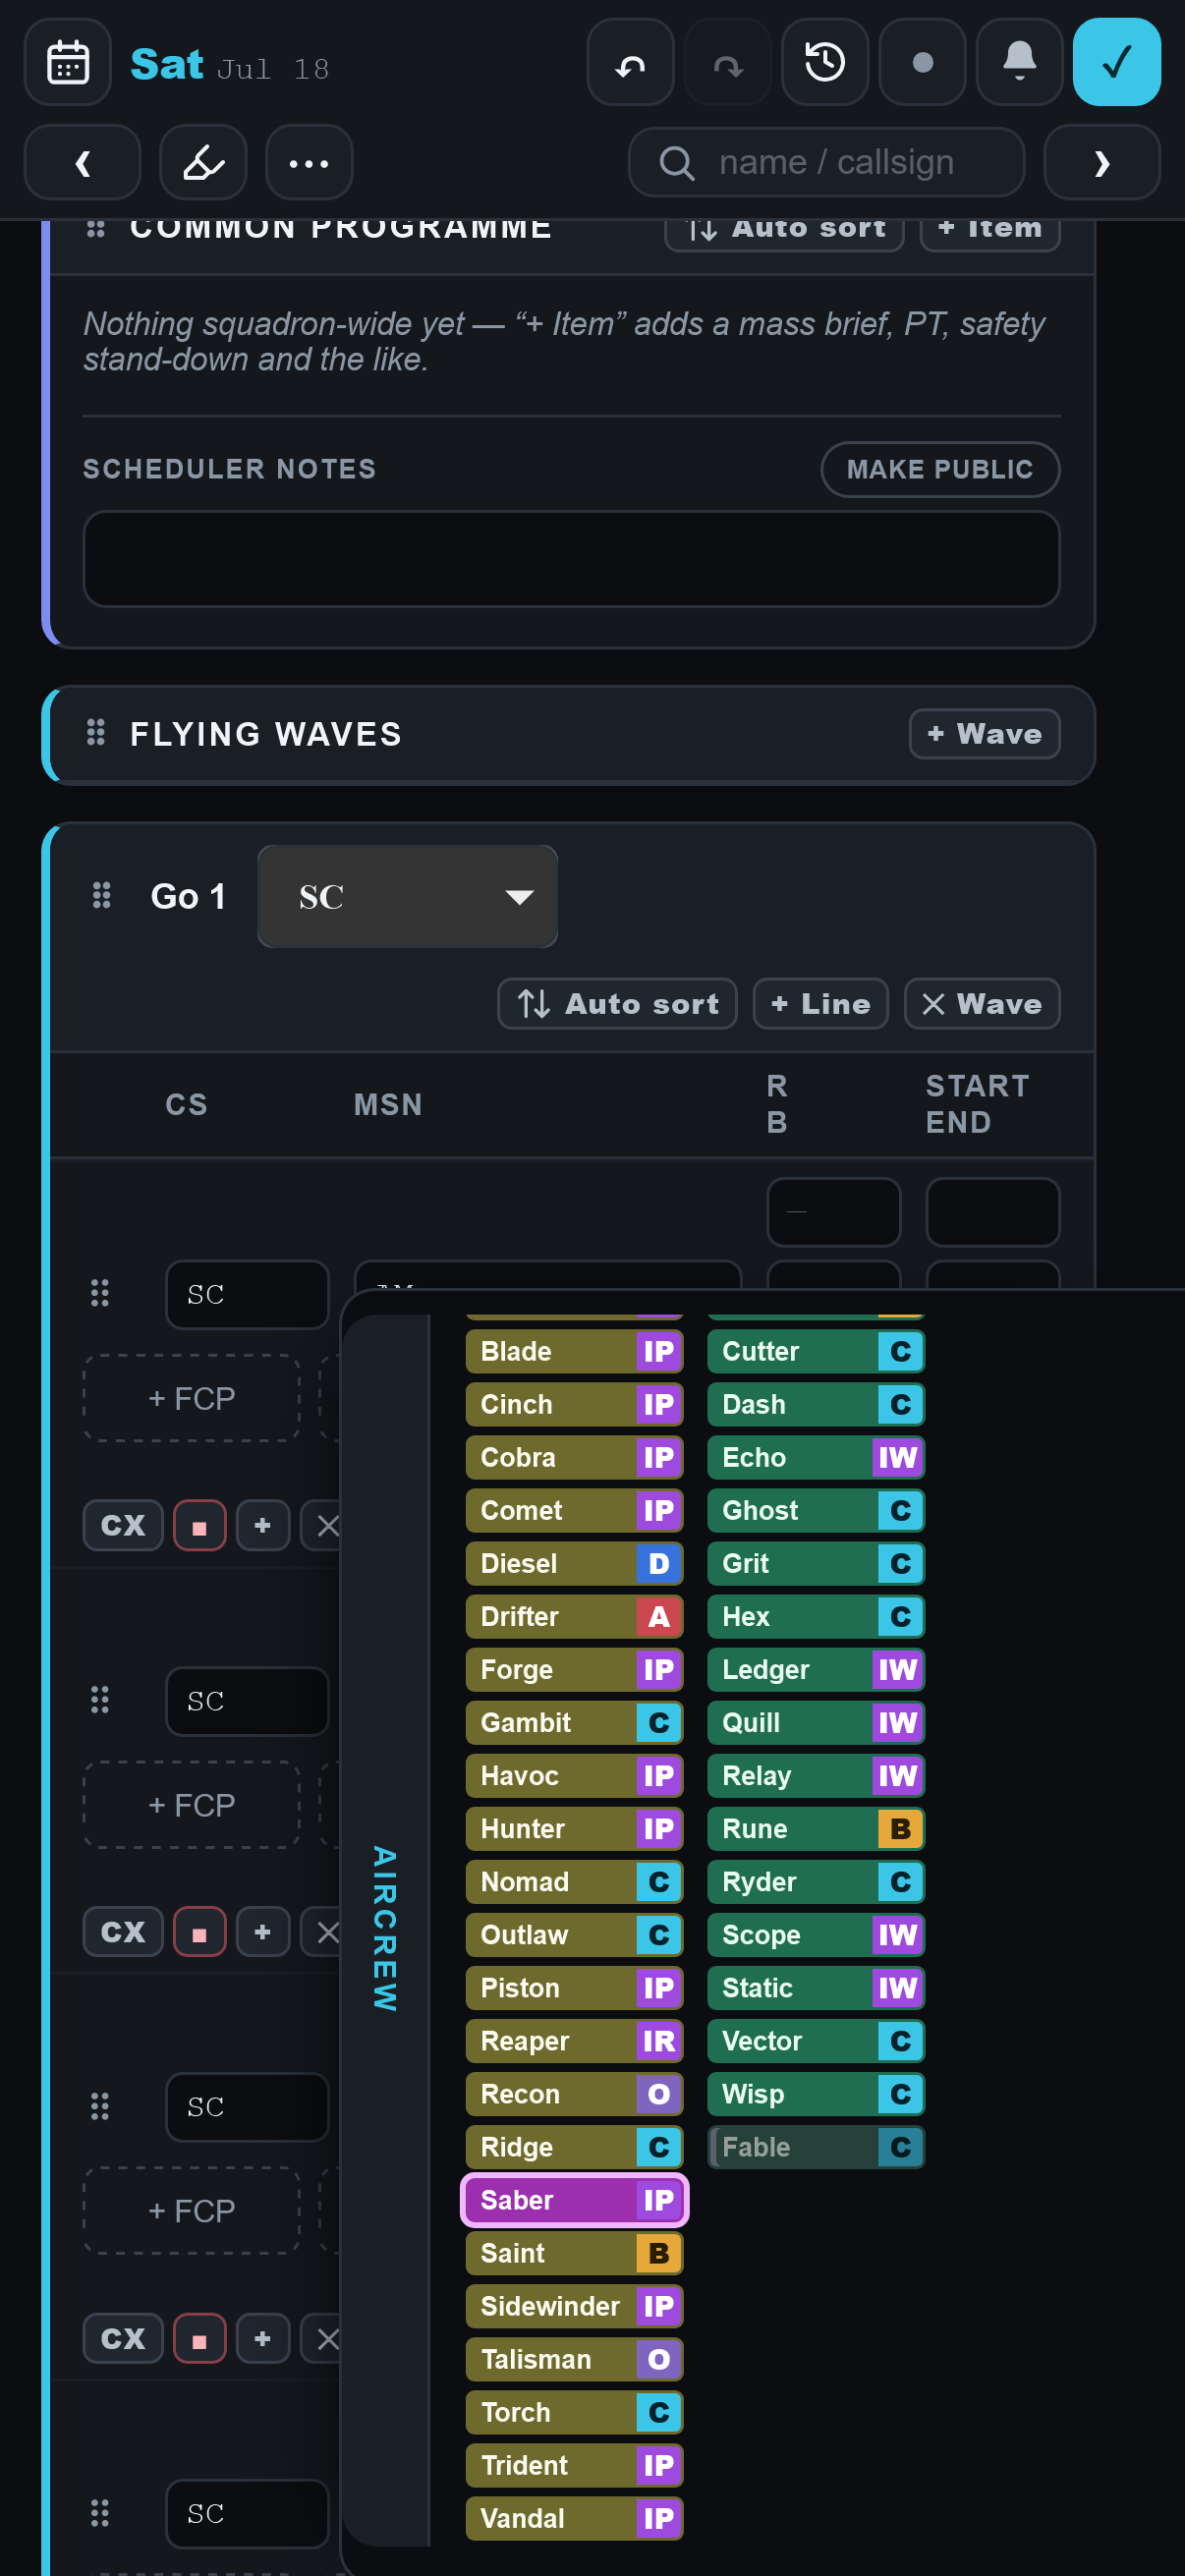 Sat Jul 18
name / callsign
COMMON PROGRAMME
Auto sort
+ Item
Nothing squadron-wide yet — “+ Item” adds a mass brief, PT, safety
stand-down and the like.
SCHEDULER NOTES
MAKE PUBLIC
FLYING WAVES
+ Wave
Go 1
SC
Auto sort
+ Line
× Wave
CS
MSN
R
B
START
END
—
SC
+ FCP
CX
+
×
SC
+ FCP
CX
+
×
SC
+ FCP
CX
+
×
SC
AIRCREW
Blade IP
Cutter C
Cinch IP
Dash C
Cobra IP
Echo IW
Comet IP
Ghost C
Diesel D
Grit C
Drifter A
Hex C
Forge IP
Ledger IW
Gambit C
Quill IW
Havoc IP
Relay IW
Hunter IP
Rune B
Nomad C
Ryder C
Outlaw C
Scope IW
Piston IP
Static IW
Reaper IR
Vector C
Recon O
Wisp C
Ridge C
Fable C
Saber IP
Saint B
Sidewinder IP
Talisman O
Torch C
Trident IP
Vandal IP